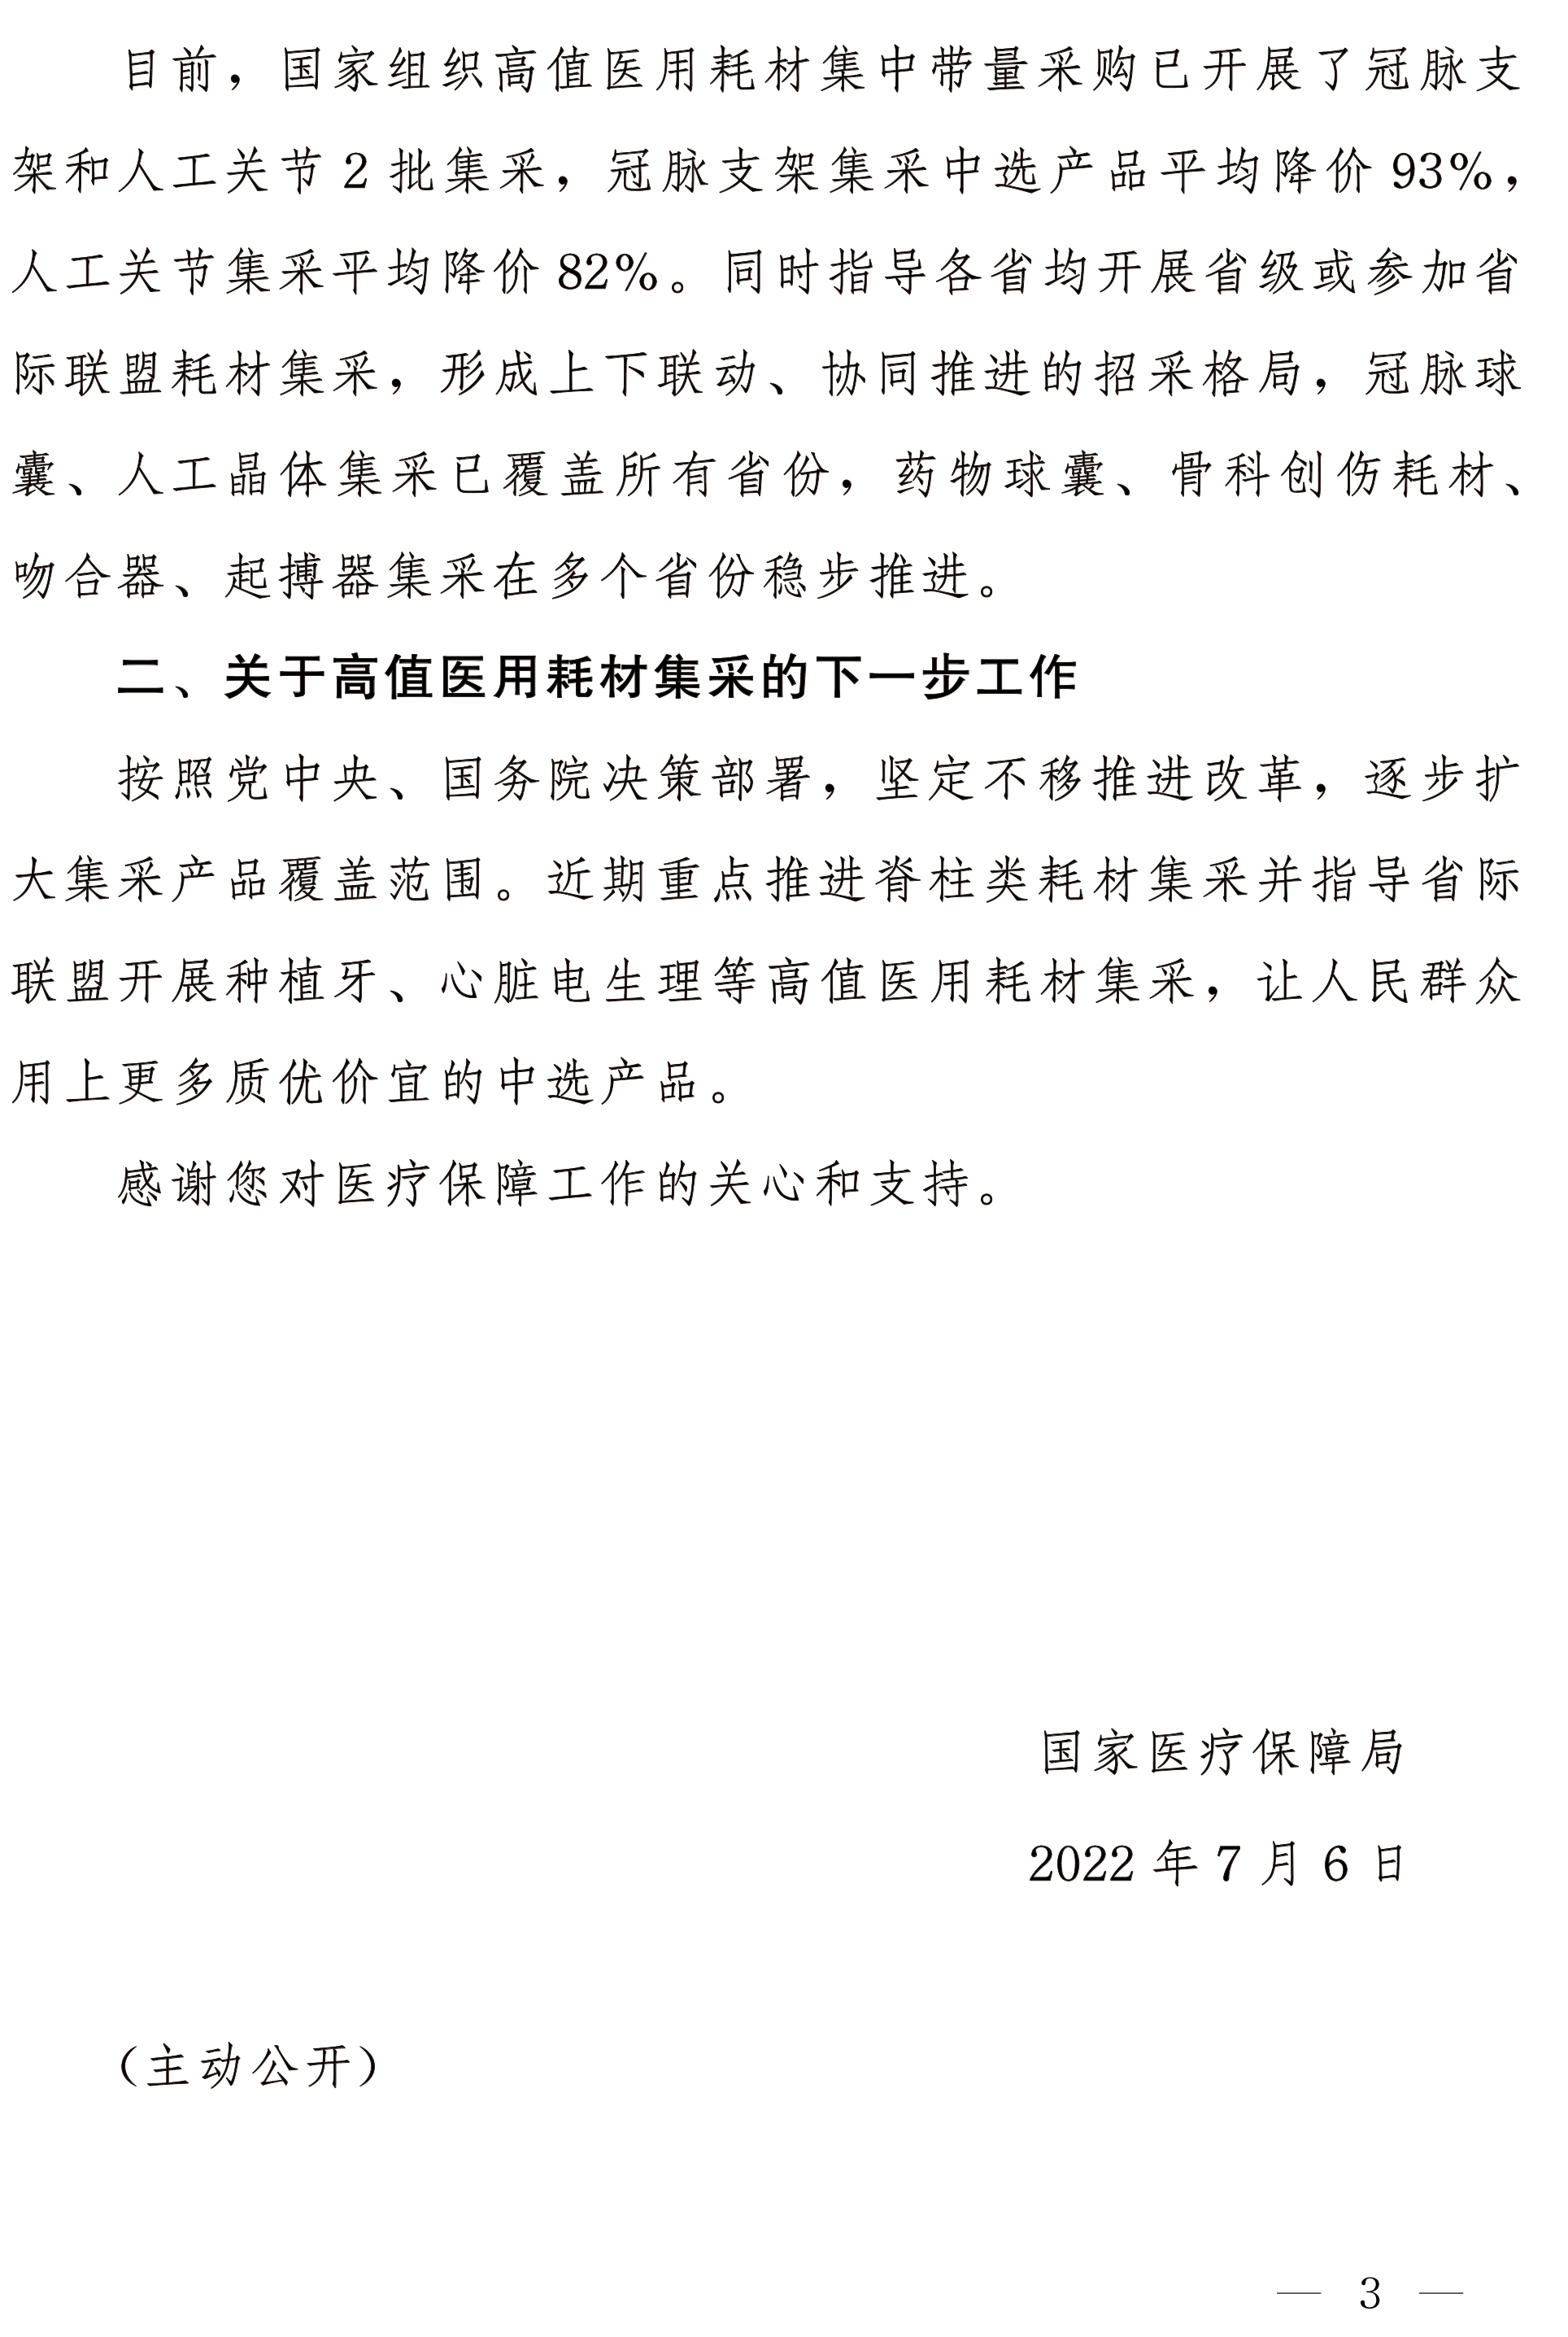 目前，国家组织高值医用耗材集中带量采购已开展了冠脉支
架和人工关节2批集采，冠脉支架集采中选产品平均降价93%，
人工关节集采平均降价82%。同时指导各省均开展省级或参加省
际联盟耗材集采，形成上下联动、协同推进的招采格局，冠脉球
囊、人工晶体集采已覆盖所有省份，药物球囊、骨科创伤耗材、
吻合器、起搏器集采在多个省份稳步推进。
二、关于高值医用耗材集采的下一步工作
按照党中央、国务院决策部署，坚定不移推进改革，逐步扩
大集采产品覆盖范围。近期重点推进脊柱类耗材集采并指导省际
联盟开展种植牙、心脏电生理等高值医用耗材集采，让人民群众
用上更多质优价宜的中选产品。
感谢您对医疗保障工作的关心和支持。
国家医疗保障局
2022年7月6日
（主动公开）
— 3 —